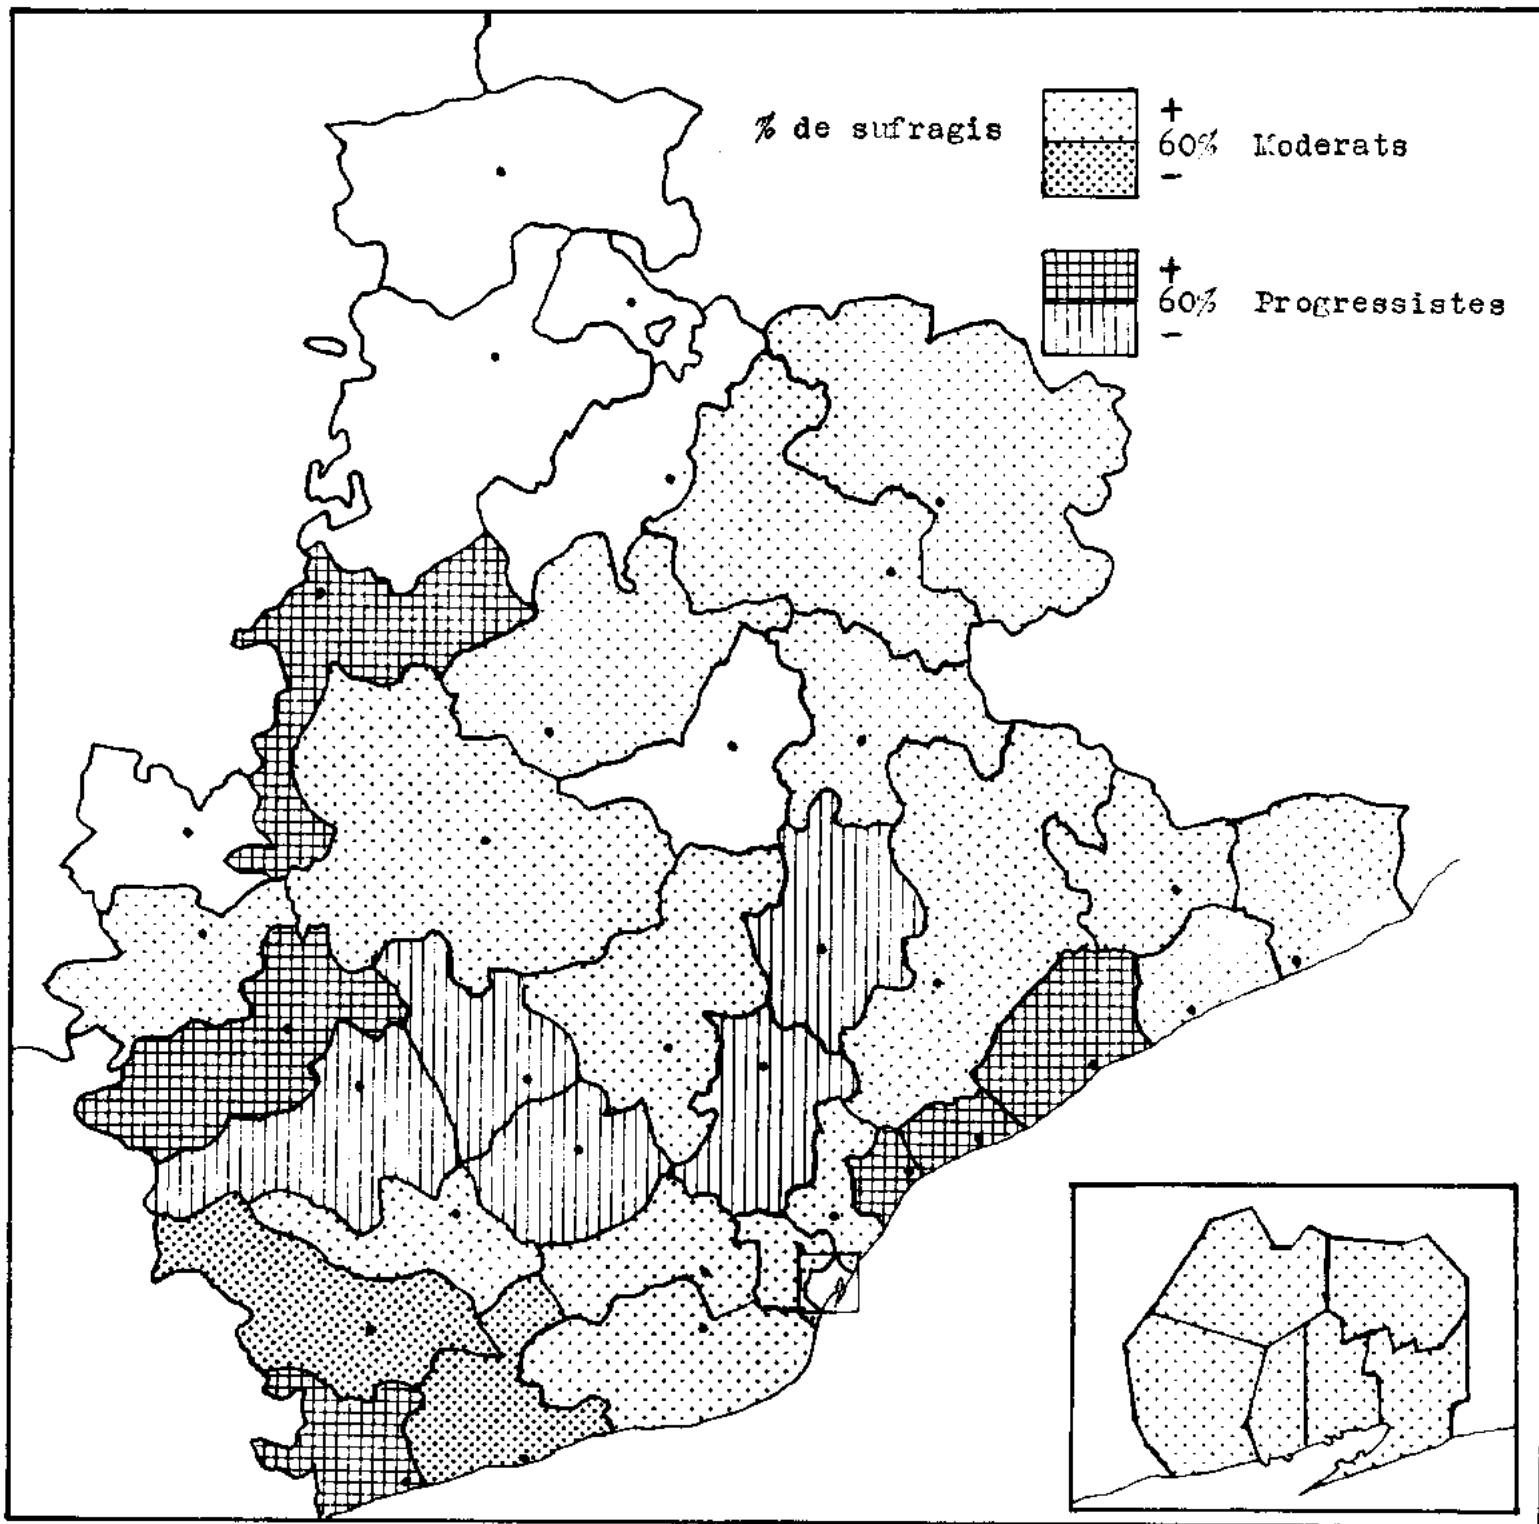 % de sufragis
+
60% Moderats
-
+
60% Progressistes
-